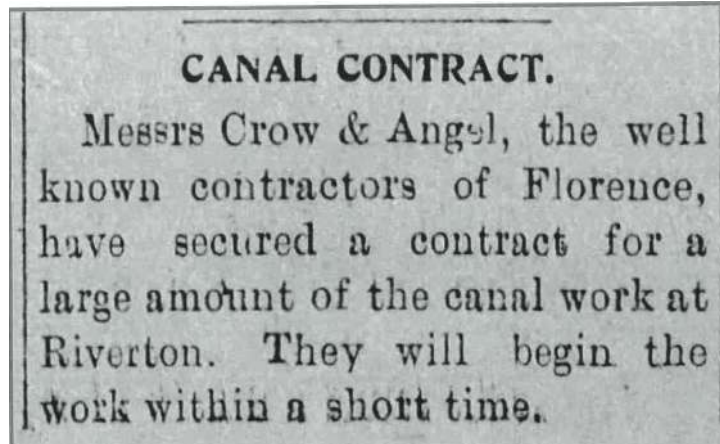 CANAL CONTRACT.
Messrs Crow & Angel, the well
known contractors of Florence,
have secured a contract for a
large amount of the canal work at
Riverton. They will begin the
work within a short time.